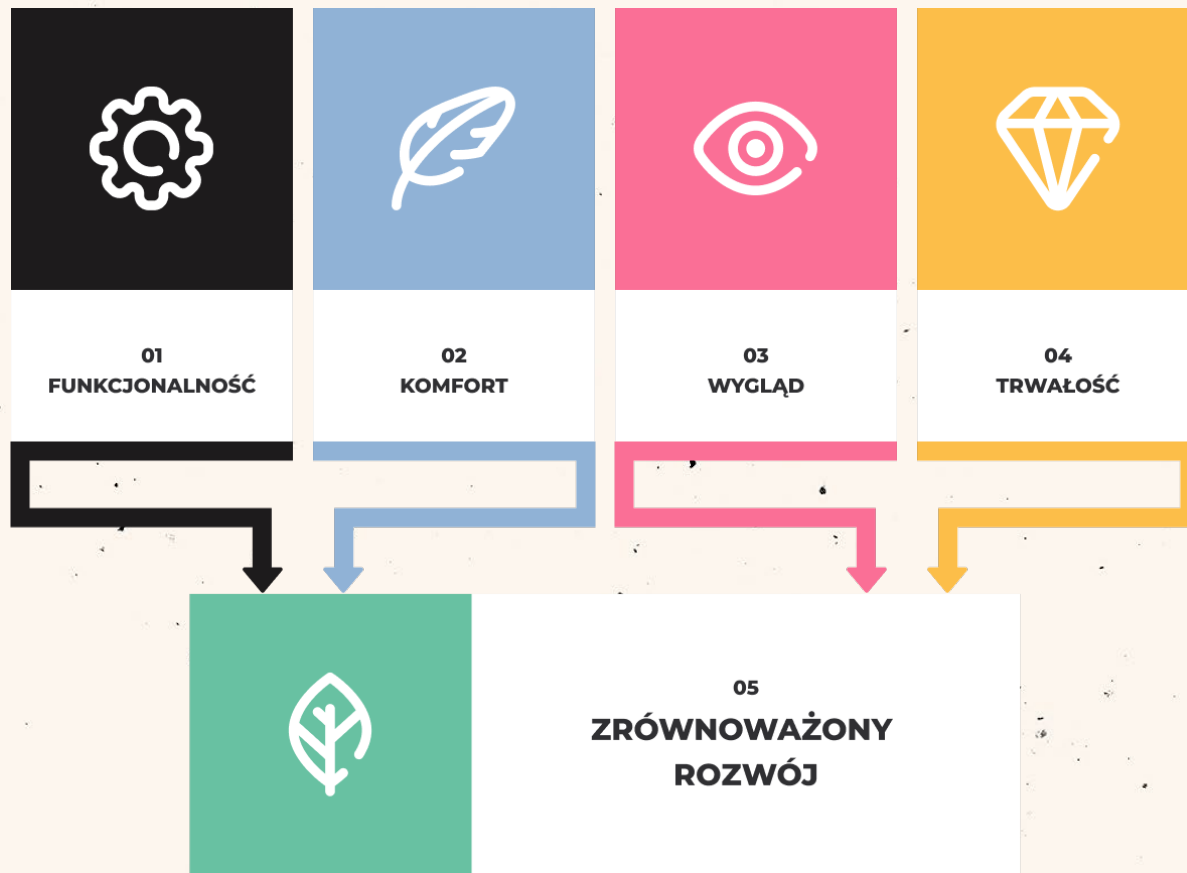 01
FUNKCJONALNOŚĆ
02
KOMFORT
03
WYGLĄD
04
TRWAŁOŚĆ
05
ZRÓWNOWAŻONY
ROZWÓJ